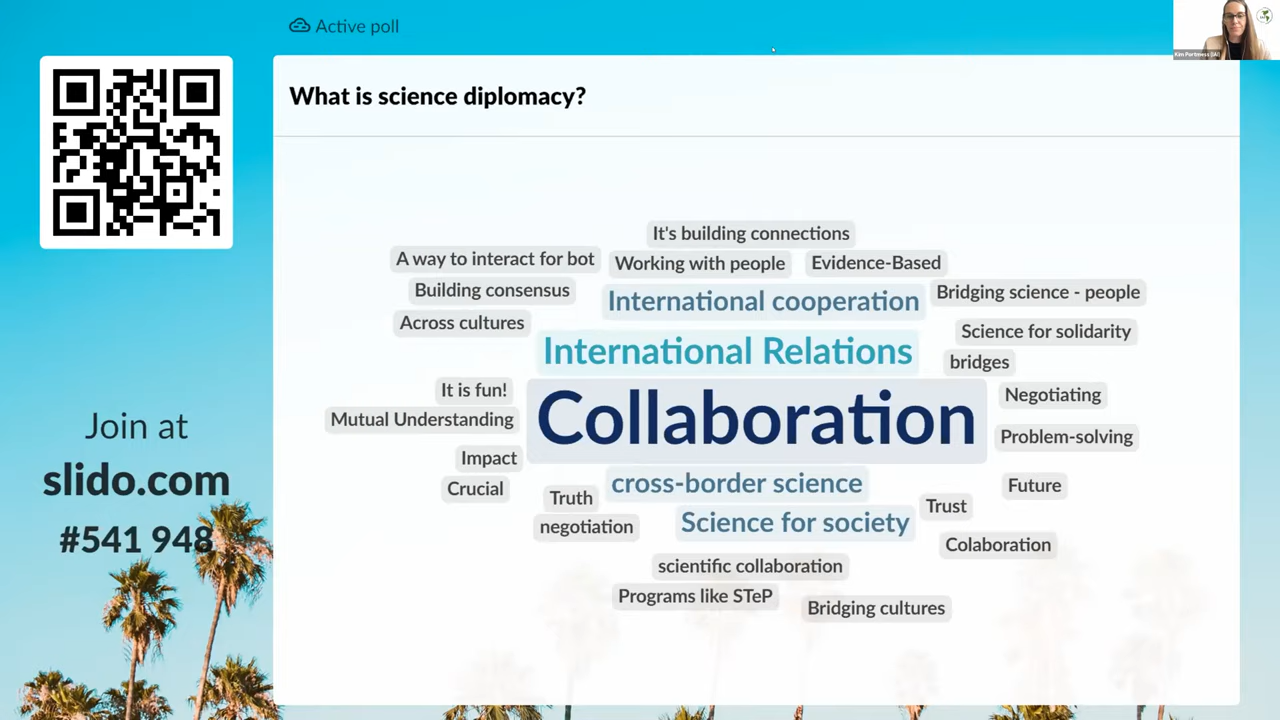 Active poll
Kim Portmess (IAI)
What is science diplomacy?
It's building connections
A way to interact for bot
Working with people
Evidence-Based
Building consensus
International cooperation
Bridging science - people
Across cultures
International Relations
Science for solidarity
bridges
It is fun!
Collaboration
Negotiating
Mutual Understanding
Problem-solving
Impact
Crucial
cross-border science
Future
Truth
Trust
negotiation
Science for society
Colaboration
scientific collaboration
Programs like STeP
Bridging cultures
Join at
slido.com
#541 948